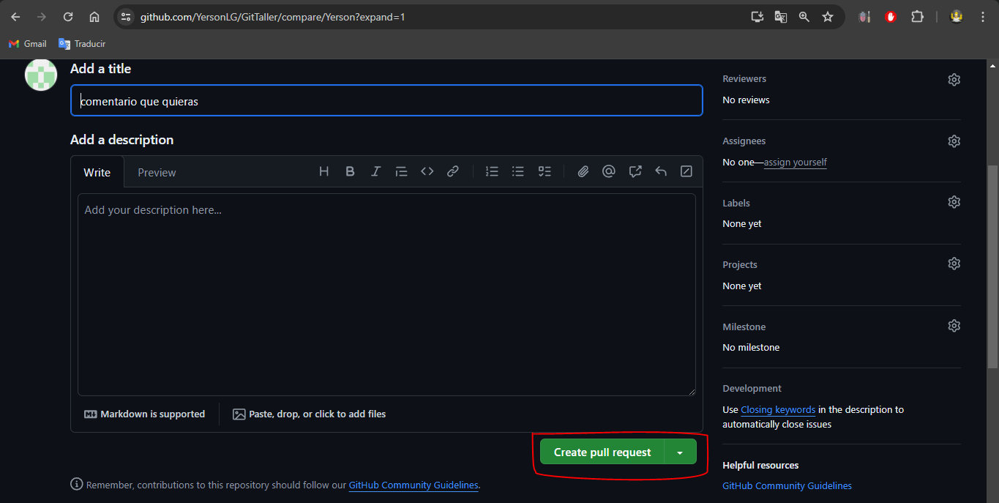 github.com/YersonLG/GitTaller/compare/Yerson?expand=1
Gmail
Traducir
Add a title
comentario que quieras
Add a description
Write
Preview
Add your description here...
Markdown is supported
Paste, drop, or click to add files
Create pull request
Remember, contributions to this repository should follow our GitHub Community Guidelines.
Reviewers
No reviews
Assignees
No one—assign yourself
Labels
None yet
Projects
None yet
Milestone
No milestone
Development
Use Closing keywords in the description to
automatically close issues
Helpful resources
GitHub Community Guidelines